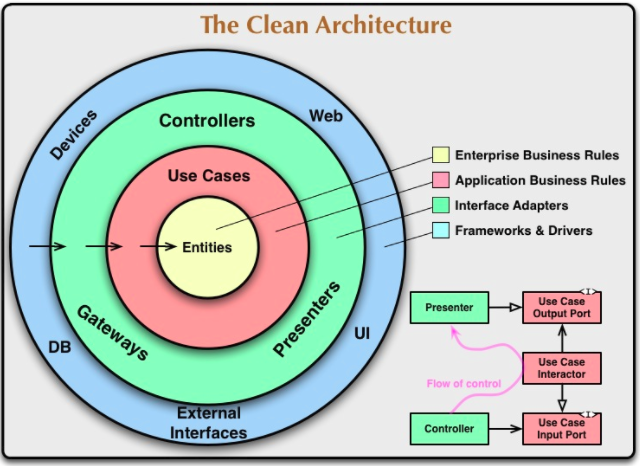 The Clean Architecture
Devices
Web
Controllers
Use Cases
Entities
Gateways
Presenters
DB
UI
External
Interfaces
Enterprise Business Rules
Application Business Rules
Interface Adapters
Frameworks & Drivers
Presenter
<I>
Use Case
Output Port
Use Case
Interactor
Flow of control
Controller
<I>
Use Case
Input Port